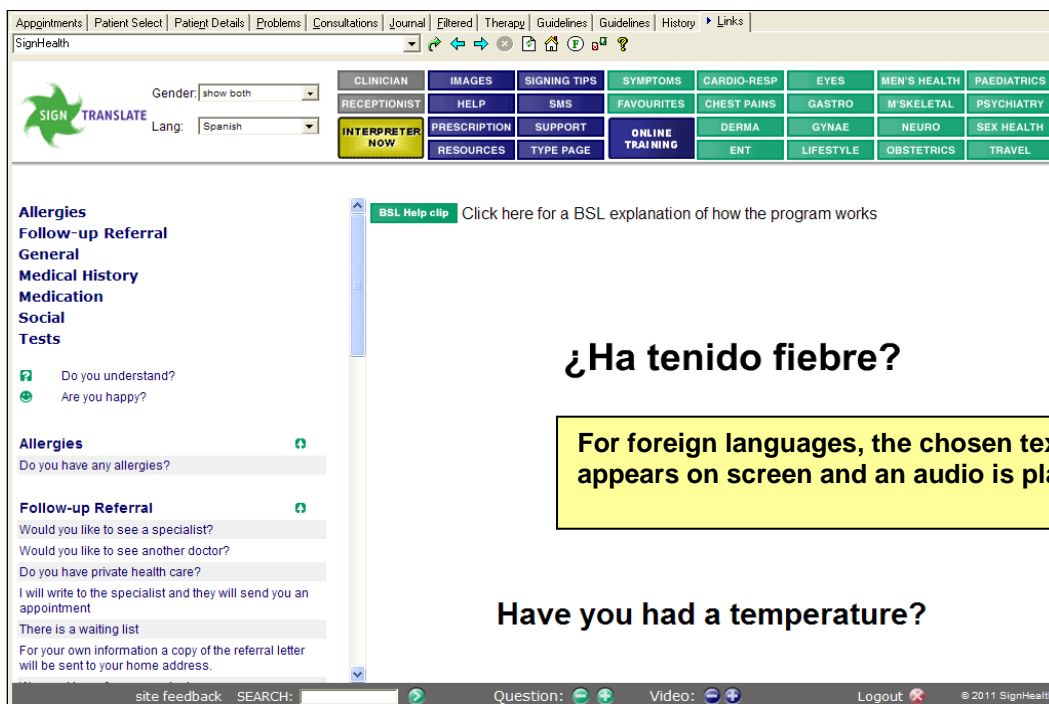 Appointments Patient Select Patient Details Problems Consultations Journal Filtered Therapy Guidelines Guidelines History Links
SignHealth
SIGN TRANSLATE
Gender: show both
Lang: Spanish
CLINICIAN IMAGES SIGNING TIPS SYMPTOMS CARDIO-RESP EYES MEN'S HEALTH PAEDIATRICS
RECEPTIONIST HELP SMS FAVOURITES CHEST PAINS GASTRO M'SKELETAL PSYCHIATRY
INTERPRETER NOW PRESCRIPTION SUPPORT ONLINE TRAINING DERMA GYNAE NEURO SEX HEALTH
RESOURCES TYPE PAGE ENT LIFESTYLE OBSTETRICS TRAVEL
Allergies
Follow-up Referral
General
Medical History
Medication
Social
Tests
Do you understand?
Are you happy?
Allergies
Do you have any allergies?
Follow-up Referral
Would you like to see a specialist?
Would you like to see another doctor?
Do you have private health care?
I will write to the specialist and they will send you an
appointment
There is a waiting list
For your own information a copy of the referral letter
will be sent to your home address.
BSL Help clip Click here for a BSL explanation of how the program works
¿Ha tenido fiebre?
For foreign languages, the chosen
appears on screen and an audio is
Have you had a temperature?
site feedback SEARCH: Question: Video: Logout © 2011 SignHealth